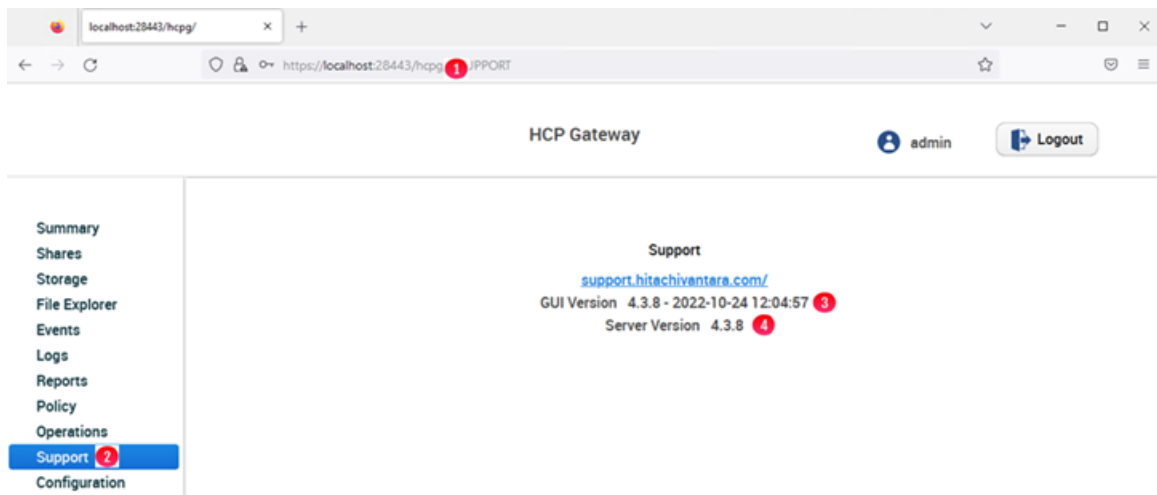 localhost:28443/hcpg/
https://localhost:28443/hcpg 1 JPPORT
HCP Gateway
admin
Logout
Summary
Shares
Storage
File Explorer
Events
Logs
Reports
Policy
Operations
Support 2
Configuration
Support
support.hitachivantara.com/
GUI Version 4.3.8 - 2022-10-24 12:04:57 3
Server Version 4.3.8 4